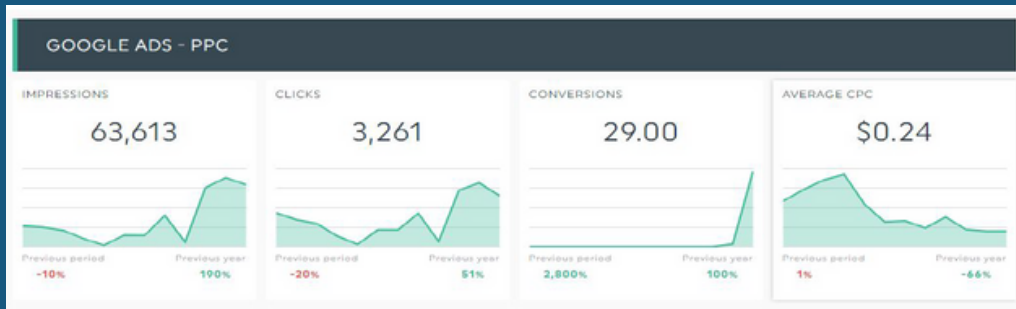 GOOGLE ADS - PPC
IMPRESSIONS
63,613
Previous period Previous year
-10% 190%
CLICKS
3,261
Previous period Previous year
-20% 51%
CONVERSIONS
29.00
Previous period Previous year
2,800% 100%
AVERAGE CPC
$0.24
Previous period Previous year
1% -66%